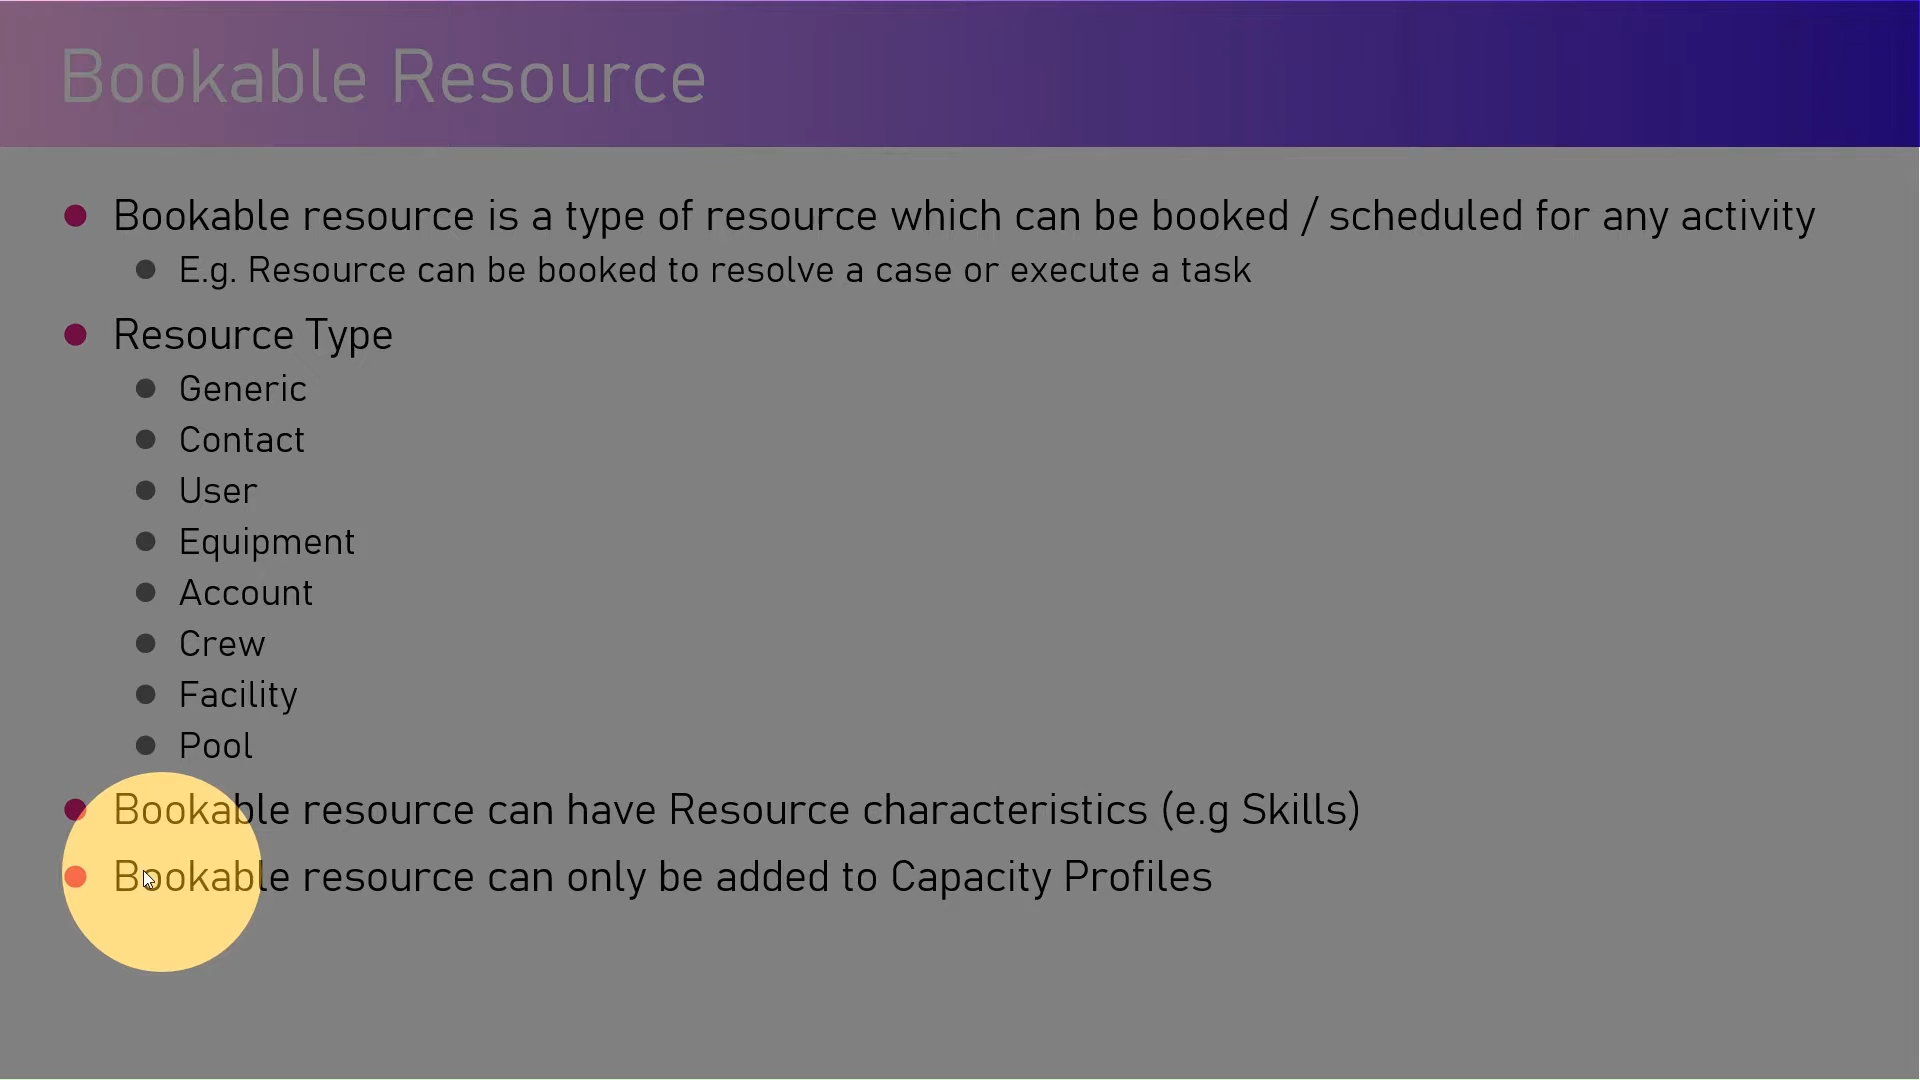 Bookable Resource
Bookable resource is a type of resource which can be booked / scheduled for any activity
E.g. Resource can be booked to resolve a case or execute a task
Resource Type
Generic
Contact
User
Equipment
Account
Crew
Facility
Pool
Bookable resource can have Resource characteristics (e.g Skills)
Bookable resource can only be added to Capacity Profiles